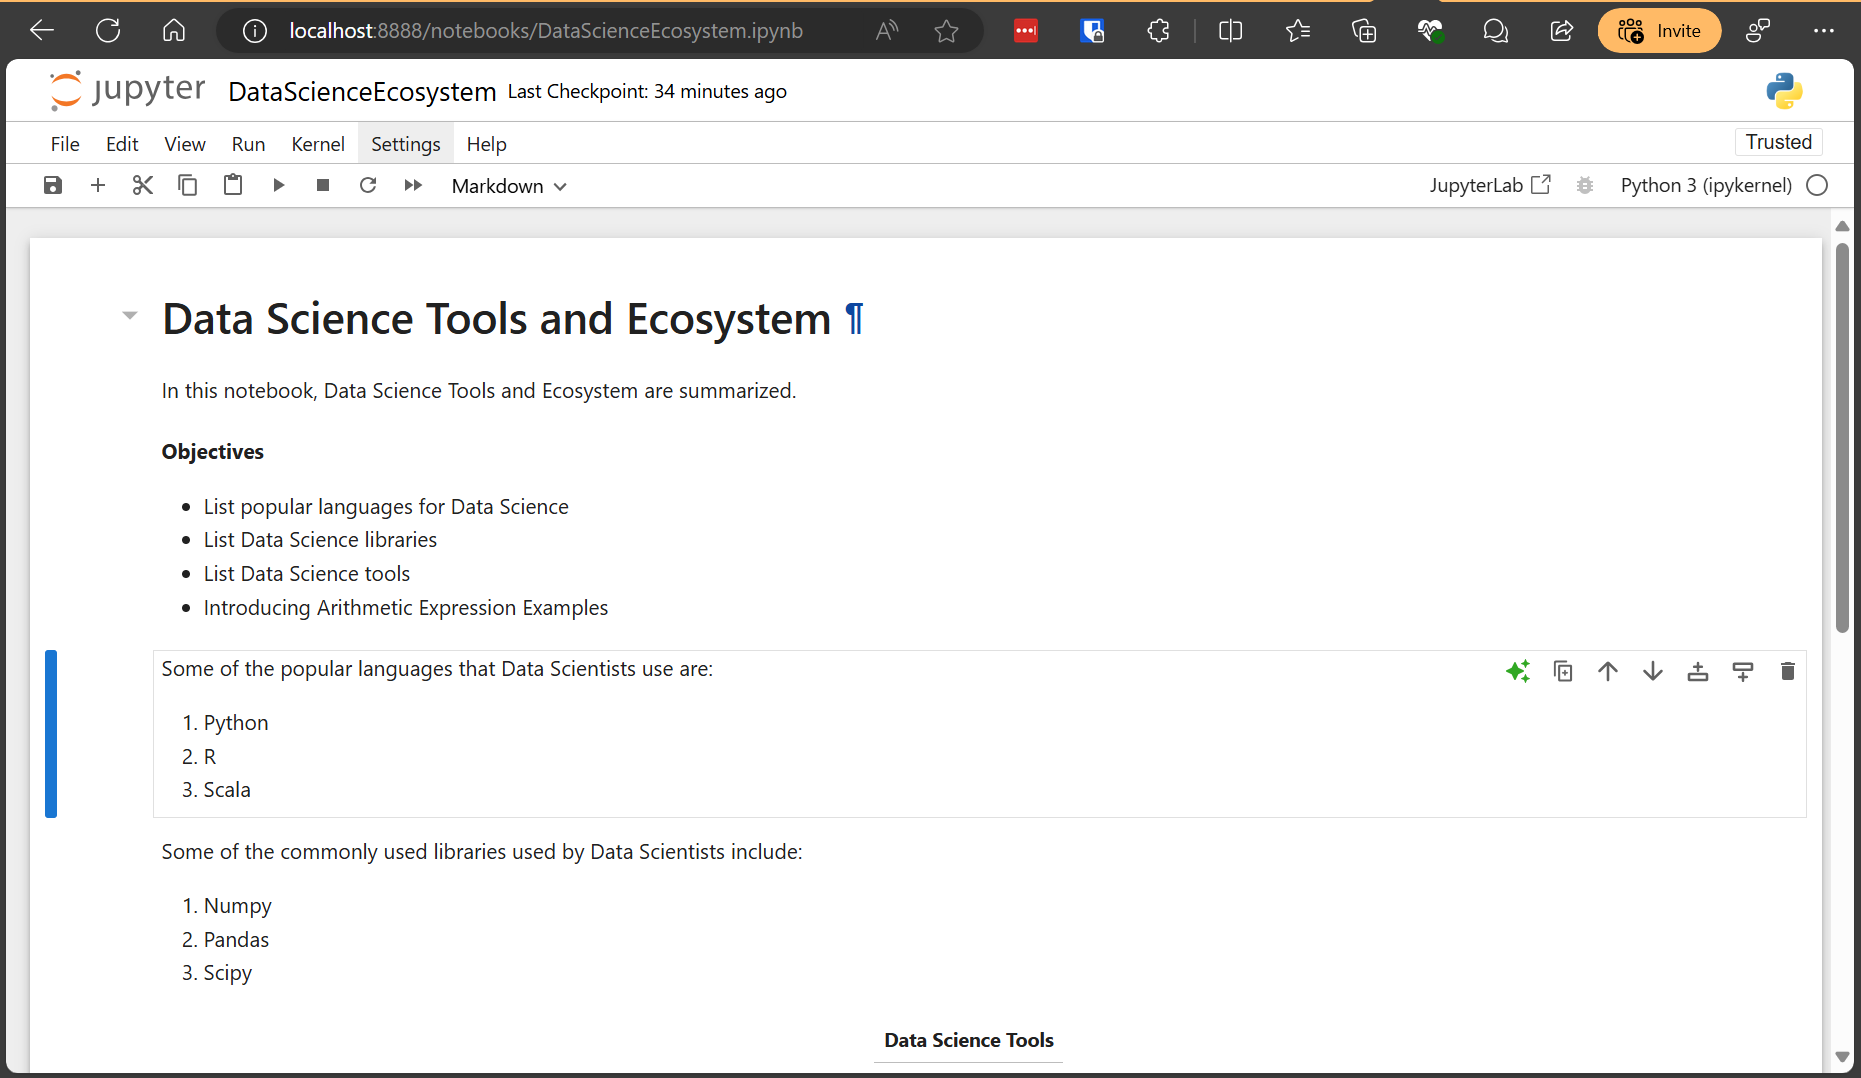 localhost:8888/notebooks/DataScienceEcosystem.ipynb
Invite
jupyter DataScienceEcosystem Last Checkpoint: 34 minutes ago
File Edit View Run Kernel Settings Help
Trusted
Markdown
JupyterLab
Python 3 (ipykernel)
Data Science Tools and Ecosystem ¶
In this notebook, Data Science Tools and Ecosystem are summarized.
Objectives
• List popular languages for Data Science
• List Data Science libraries
• List Data Science tools
• Introducing Arithmetic Expression Examples
Some of the popular languages that Data Scientists use are:
1. Python
2. R
3. Scala
Some of the commonly used libraries used by Data Scientists include:
1. Numpy
2. Pandas
3. Scipy
Data Science Tools